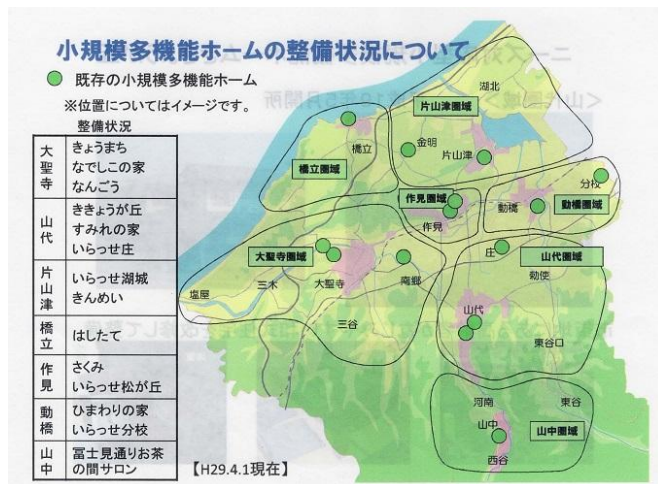 小規模多機能ホームの整備状況について
既存の小規模多機能ホーム
※位置についてはイメージです。
整備状況
大聖寺
きょうまち
なでしこの家
なんごう
山代
ききょうが丘
すみれの家
いらっせ庄
片山津
いらっせ湖城
きんめい
橋立
はしたて
作見
さくみ
いらっせ松が丘
動橋
ひまわりの家
いらっせ分校
山中
冨士見通りお茶
の間サロン
【H29.4.1現在】
湖北
片山津圏域
金明
片山津
橋立
橋立圏域
分校
作見圏域
動橋
動橋圏域
作見
大聖寺圏域
庄
山代圏域
勅使
南郷
三木
大聖寺
塩屋
山代
三谷
東谷口
河南
東谷
山中
山中圏域
西谷